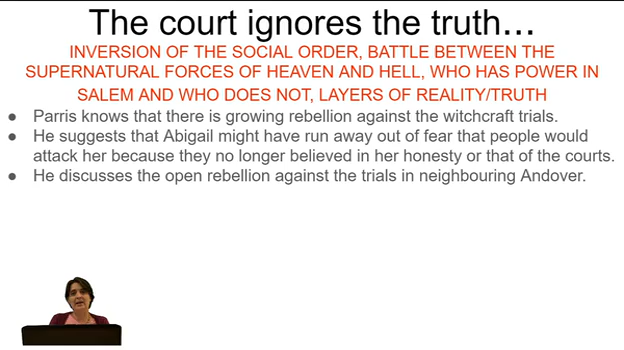 The court ignores the truth…
INVERSION OF THE SOCIAL ORDER, BATTLE BETWEEN THE
SUPERNATURAL FORCES OF HEAVEN AND HELL, WHO HAS POWER IN
SALEM AND WHO DOES NOT, LAYERS OF REALITY/TRUTH
● Parris knows that there is growing rebellion against the witchcraft trials.
● He suggests that Abigail might have run away out of fear that people would
attack her because they no longer believed in her honesty or that of the courts.
● He discusses the open rebellion against the trials in neighbouring Andover.